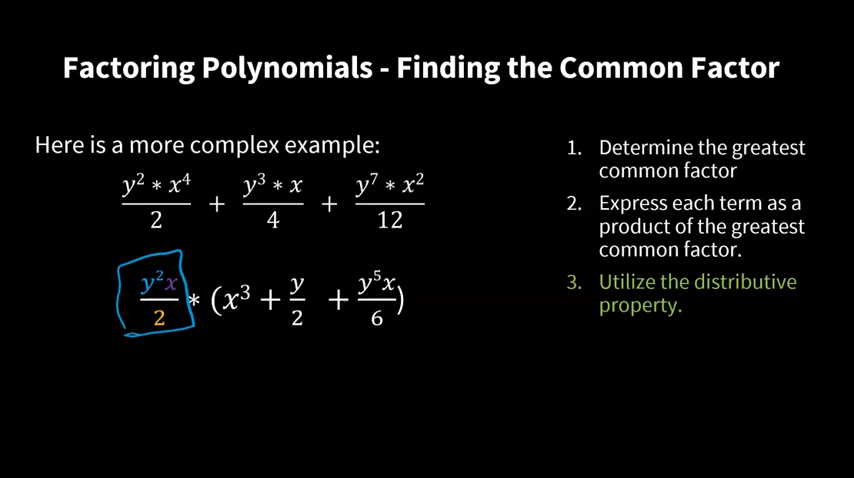 Factoring Polynomials - Finding the Common Factor
Here is a more complex example:
y² * x⁴/2 + y³ * x/4 + y⁷ * x²/12
y²x/2 * (x³ + y/2 + y⁵x/6)
1. Determine the greatest
common factor
2. Express each term as a
product of the greatest
common factor.
3. Utilize the distributive
property.